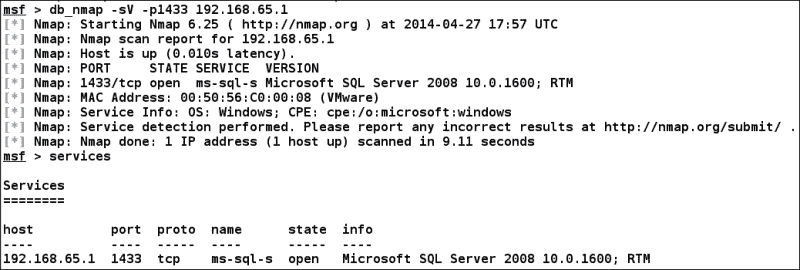 msf > db_nmap -sV -p1433 192.168.65.1
[*] Nmap: Starting Nmap 6.25 ( http://nmap.org ) at 2014-04-27 17:57 UTC
[*] Nmap: Nmap scan report for 192.168.65.1
[*] Nmap: Host is up (0.010s latency).
[*] Nmap: PORT     STATE SERVICE  VERSION
[*] Nmap: 1433/tcp open  ms-sql-s Microsoft SQL Server 2008 10.0.1600; RTM
[*] Nmap: MAC Address: 00:50:56:C0:00:08 (VMware)
[*] Nmap: Service Info: OS: Windows; CPE: cpe:/o:microsoft:windows
[*] Nmap: Service detection performed. Please report any incorrect results at http://nmap.org/submit/ .
[*] Nmap: Nmap done: 1 IP address (1 host up) scanned in 9.11 seconds
msf > services
Services
========
host          port  proto  name      state  info
----          ----  -----  ----      -----  ----
192.168.65.1  1433  tcp    ms-sql-s  open   Microsoft SQL Server 2008 10.0.1600; RTM